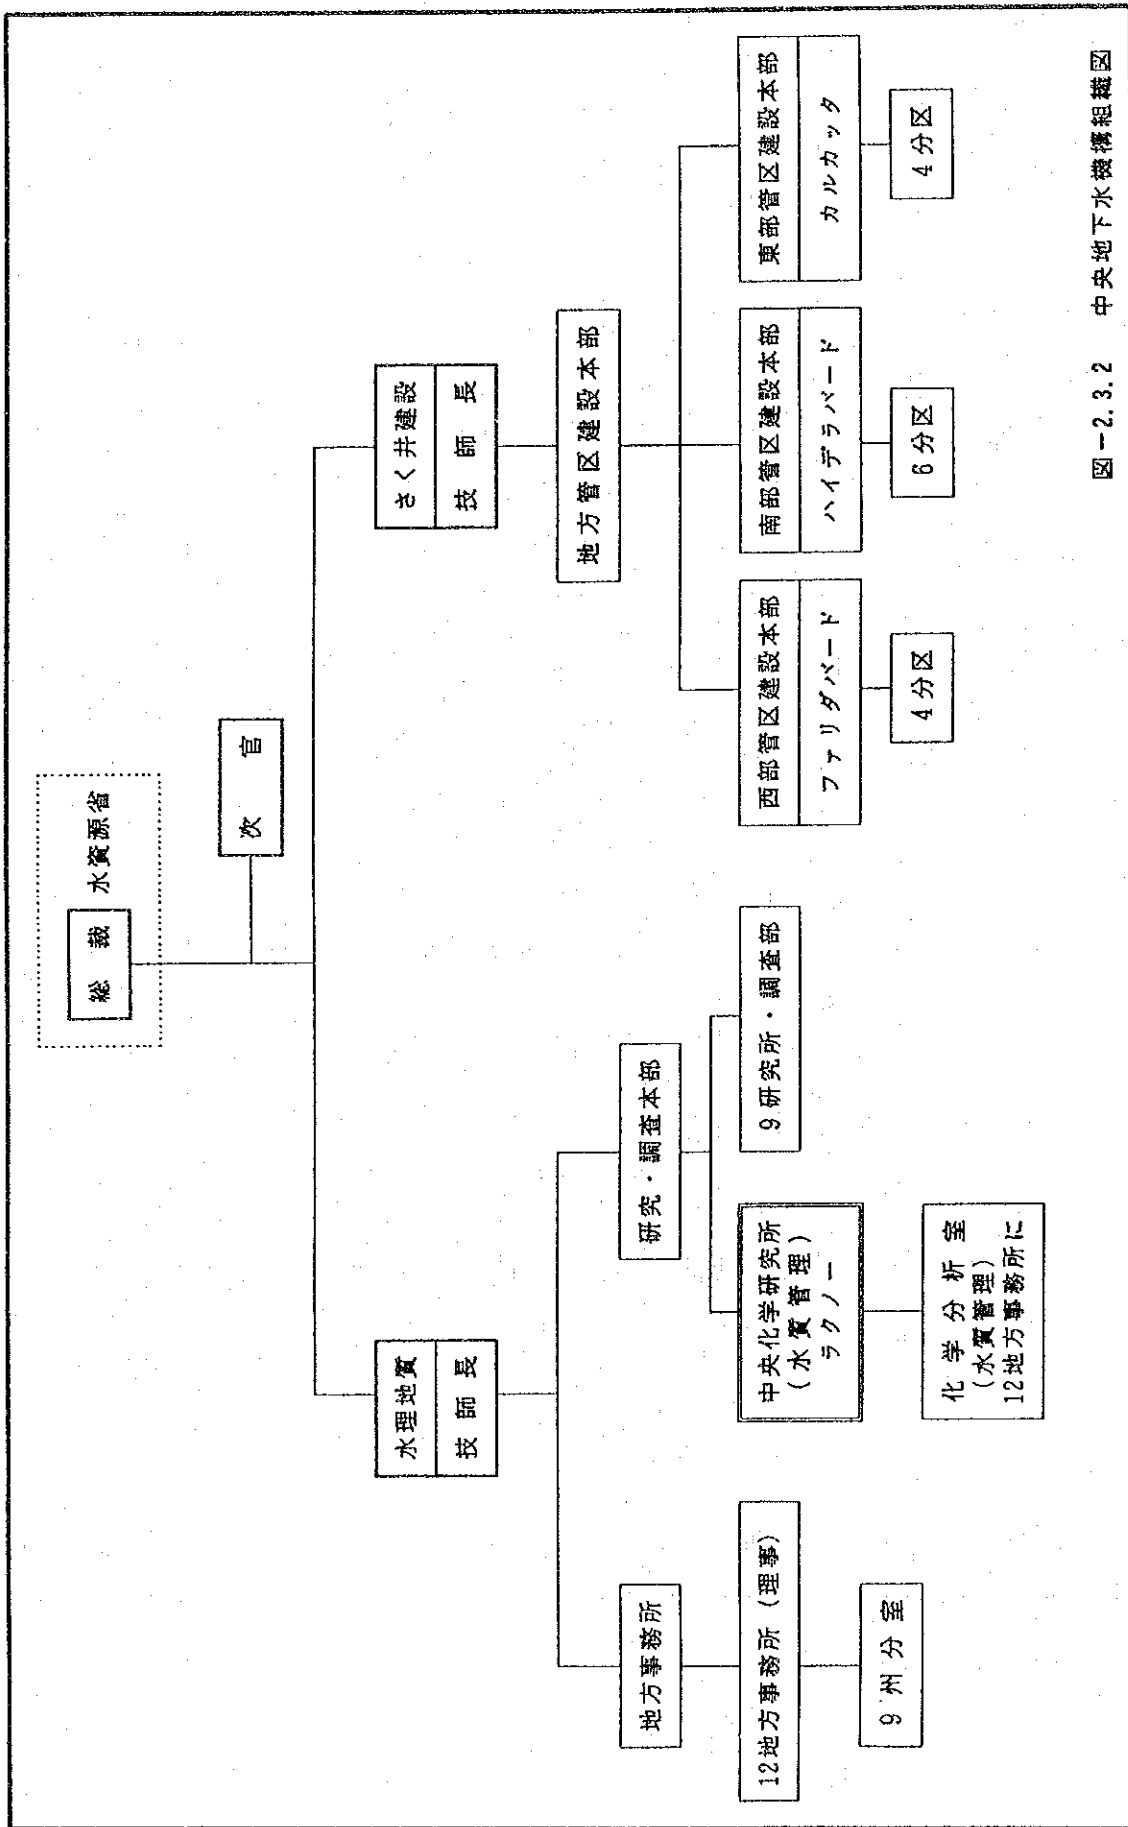 総裁
水資源省
次官
水理地質
技師長
さく井建設
技師長
地方管区建設本部
地方事務所
研究・調査本部
12地方事務所 (理事)
中央化学研究所
(水質管理)
ラクノー
9研究所・調査部
西部管区建設本部
ファリダバード
南部管区建設本部
ハイデラバード
東部管区建設本部
カルカッタ
9州分室
化学分析室
(水質管理)
12地方事務所に
4分区
6分区
4分区
図-2.3.2 中央地下水機構組織図